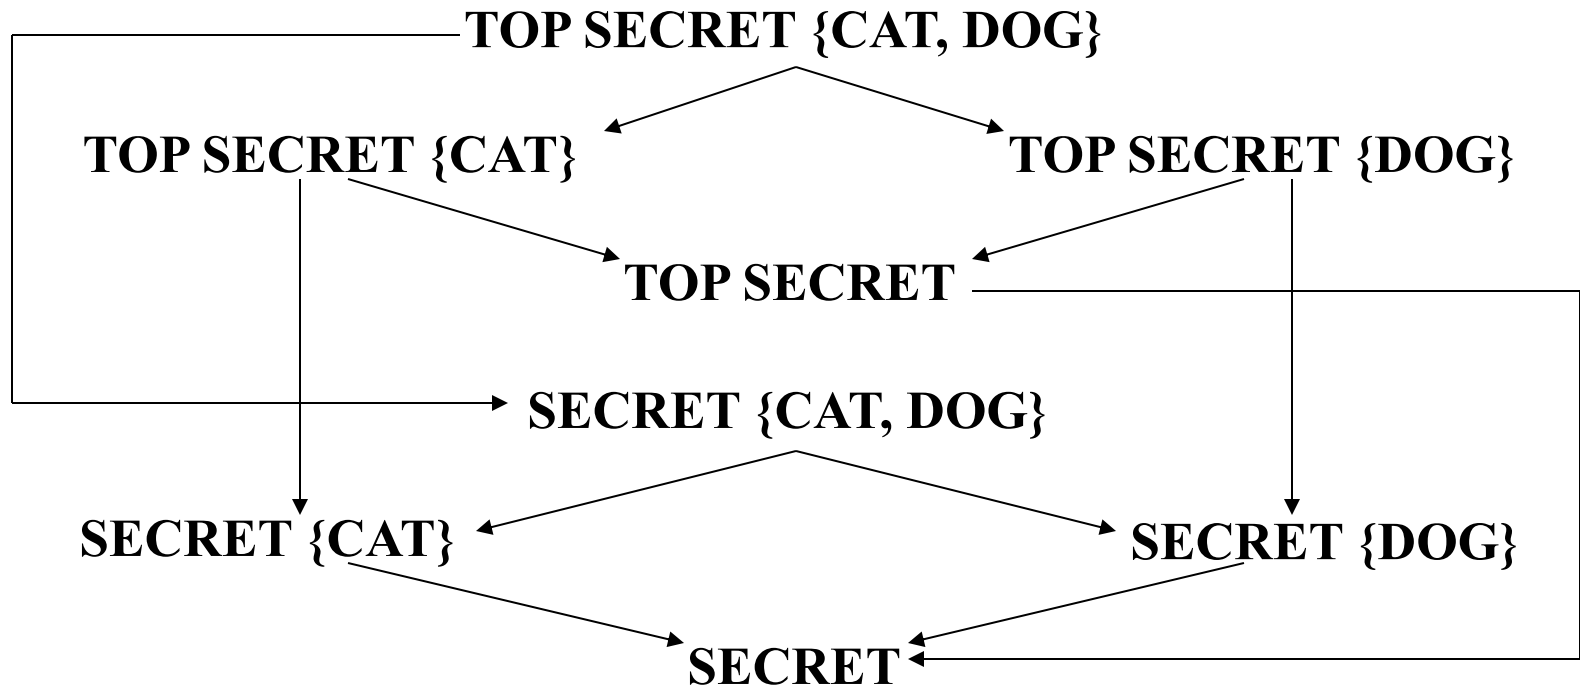 TOP SECRET {CAT, DOG}
TOP SECRET {CAT}
TOP SECRET {DOG}
TOP SECRET
SECRET {CAT, DOG}
SECRET {CAT}
SECRET {DOG}
SECRET